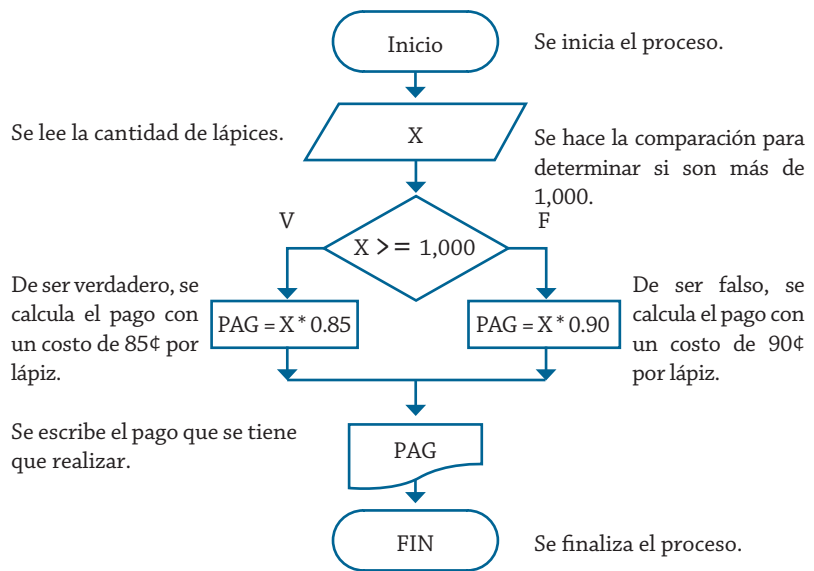 Inicio
Se inicia el proceso.
Se lee la cantidad de lápices.
X
Se hace la comparación para
determinar si son más de
1,000.
V
F
X >= 1,000
De ser verdadero, se
calcula el pago con
un costo de 85¢ por
lápiz.
PAG = X * 0.85
PAG = X * 0.90
De ser falso, se
calcula el pago con
un costo de 90¢
por lápiz.
Se escribe el pago que se tiene
que realizar.
PAG
FIN
Se finaliza el proceso.